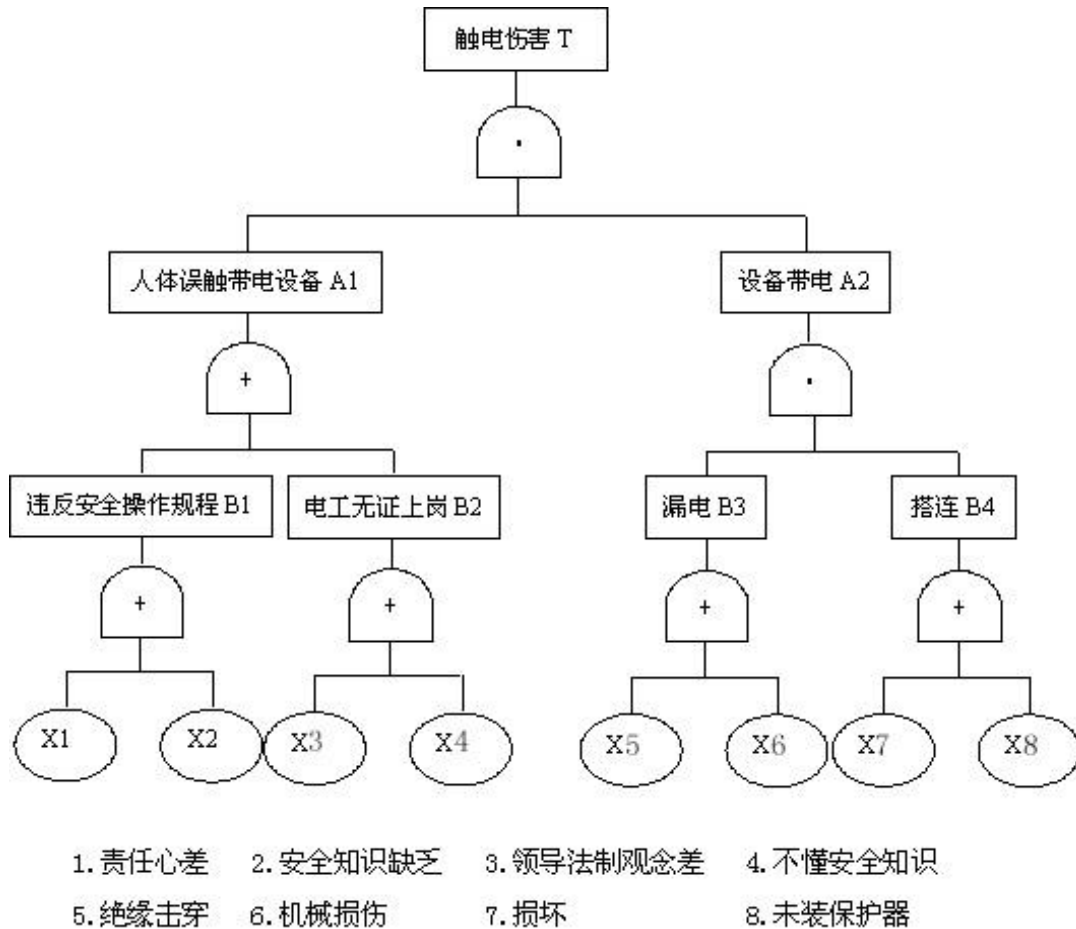 触电伤害 T
·
人体误触带电设备 A1 设备带电 A2
+ ·
违反安全操作规程 B1 电工无证上岗 B2 漏电 B3 搭连 B4
+ + + +
X1 X2 X3 X4 X5 X6 X7 X8
1.责任心差 2.安全知识缺乏 3.领导法制观念差 4.不懂安全知识
5.绝缘击穿 6.机械损伤 7.损坏 8.未装保护器